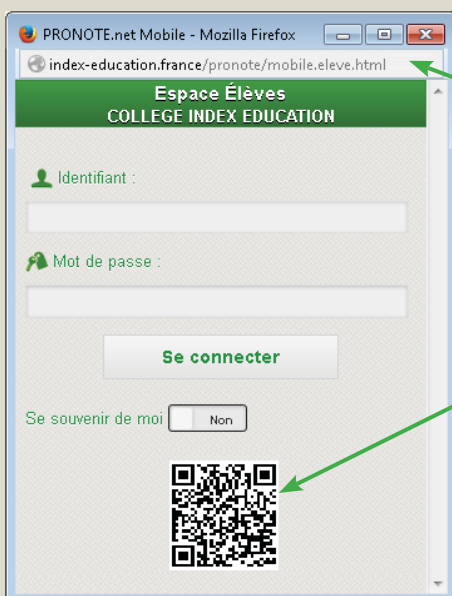 PRONOTE.net Mobile - Mozilla Firefox
index-education.france/pronote/mobile.eleve.html
Espace Élèves
COLLEGE INDEX EDUCATION
Identifiant :
Mot de passe :
Se connecter
Se souvenir de moi Non